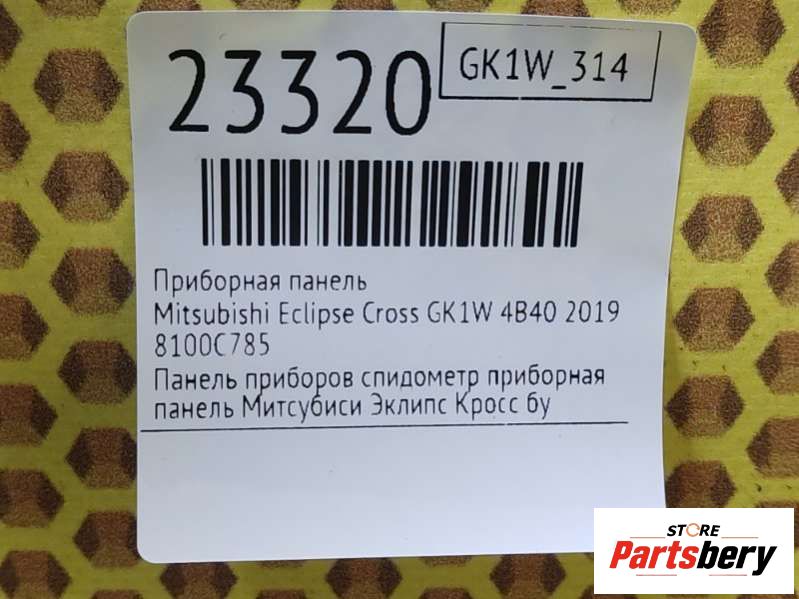 23320
GK1W_314
Приборная панель
Mitsubishi Eclipse Cross GK1W 4B40 2019
8100C785
Панель приборов спидометр приборная
панель Митсубиси Эклипс Кросс бу
STORE
Partsbery